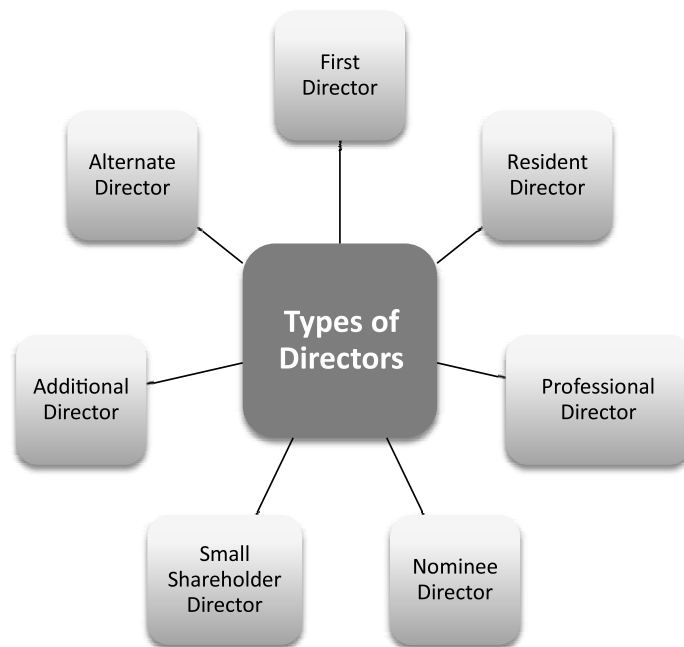 First
Director
Alternate
Director
Resident
Director
Types of
Directors
Additional
Director
Professional
Director
Small
Shareholder
Director
Nominee
Director